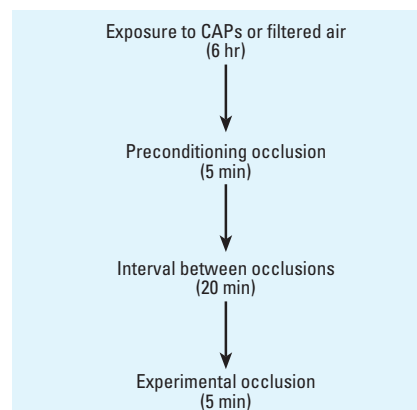 Exposure to CAPs or filtered air
(6 hr)
Preconditioning occlusion
(5 min)
Interval between occlusions
(20 min)
Experimental occlusion
(5 min)